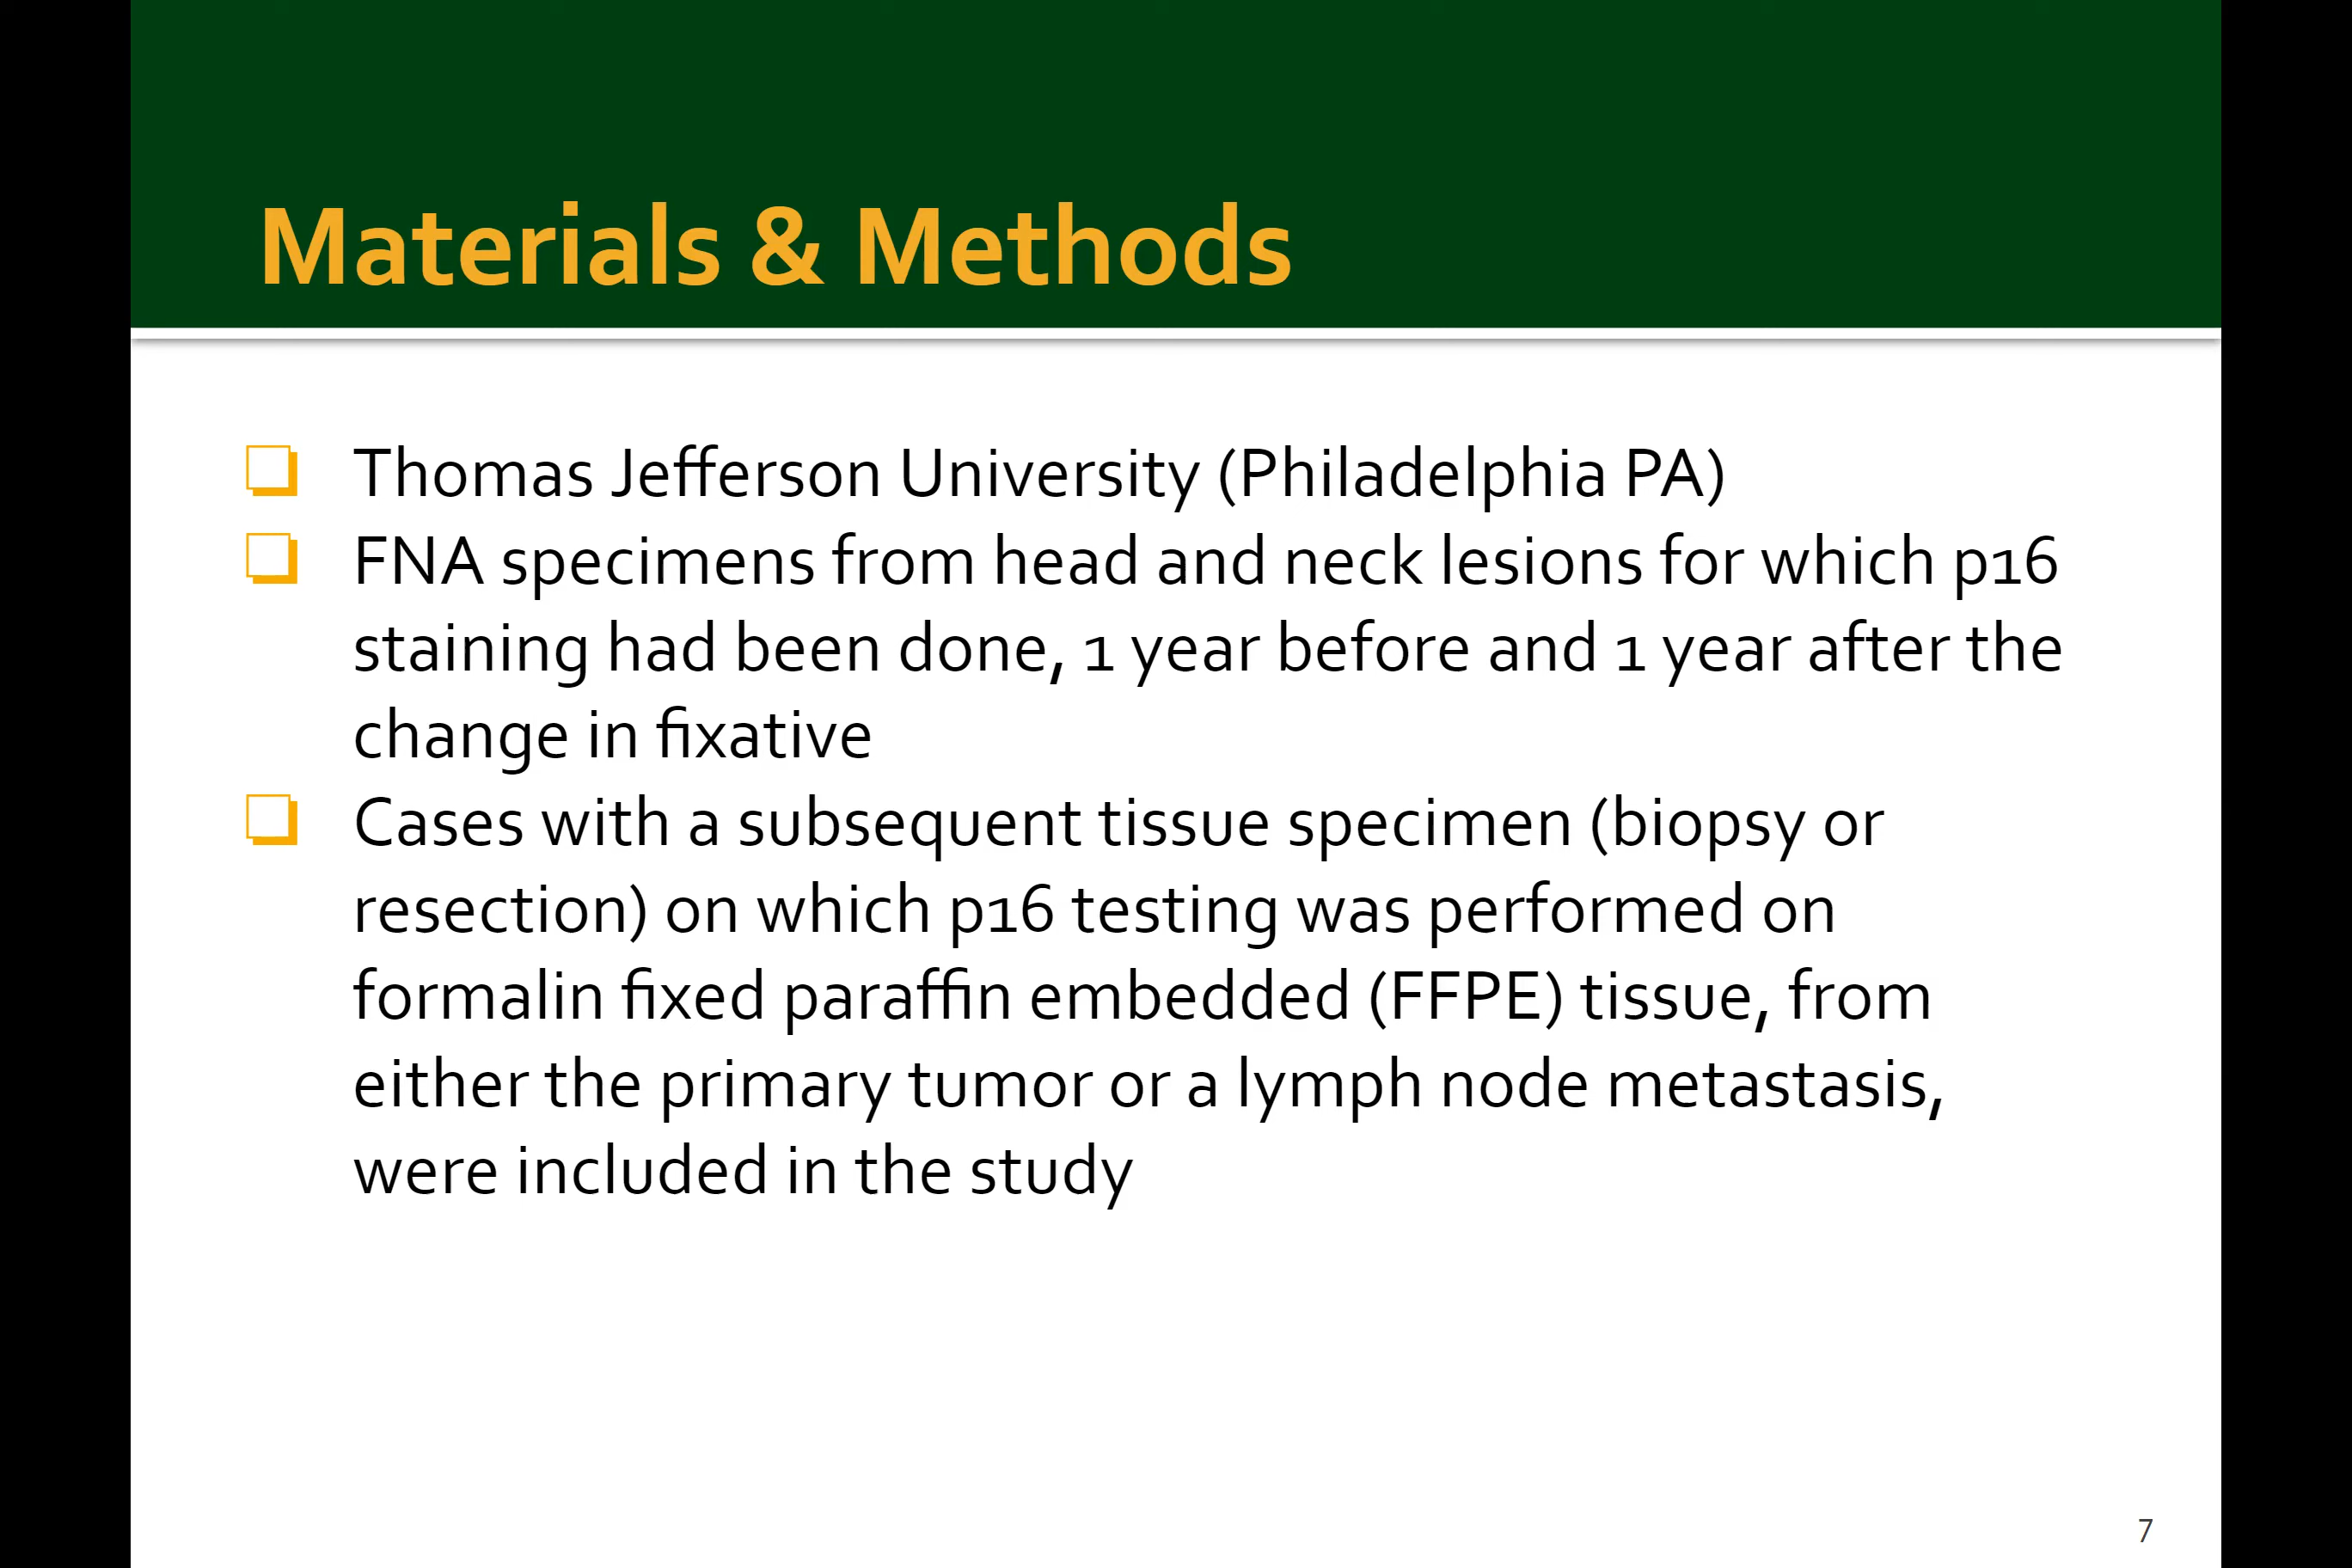 Materials & Methods
Thomas Jefferson University (Philadelphia PA)
FNA specimens from head and neck lesions for which p16
staining had been done, 1 year before and 1 year after the
change in fixative
Cases with a subsequent tissue specimen (biopsy or
resection) on which p16 testing was performed on
formalin fixed paraffin embedded (FFPE) tissue, from
either the primary tumor or a lymph node metastasis,
were included in the study
7